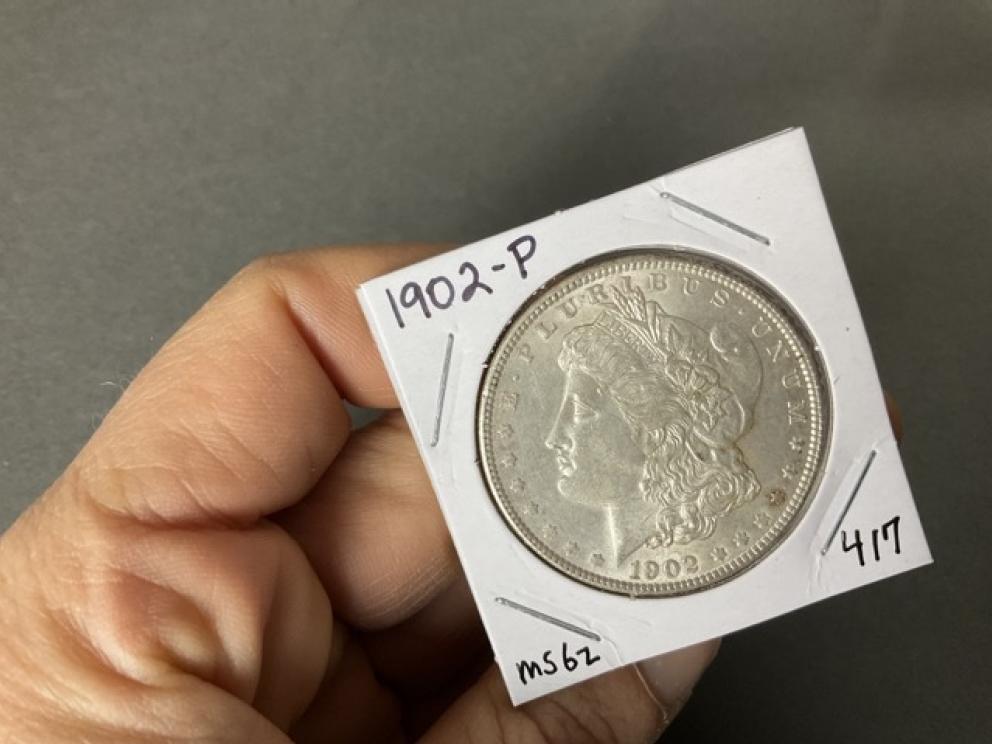 1902-P
E·PLURIBUS·UNUM
LIBERTY
1902
417
MS62